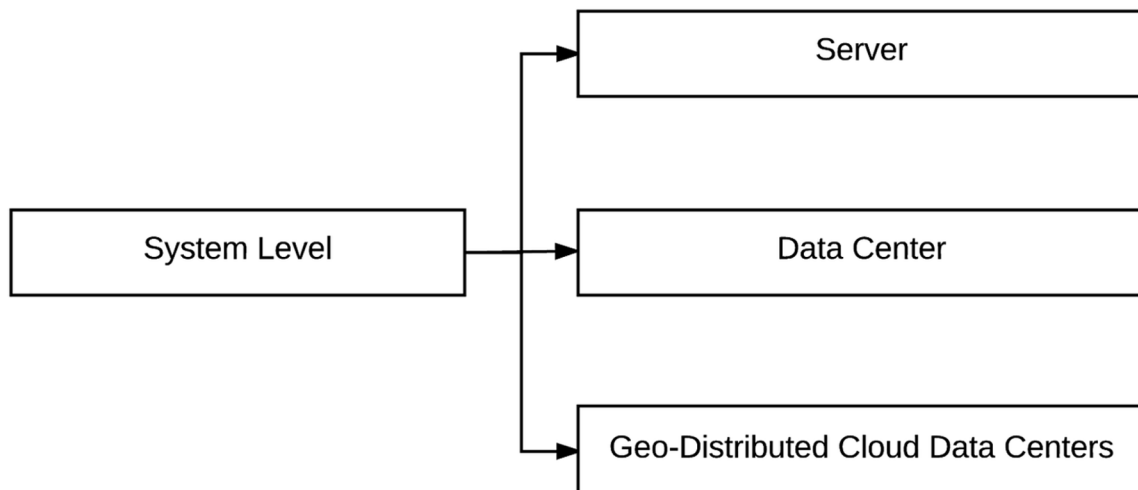 Server
System Level
Data Center
Geo-Distributed Cloud Data Centers